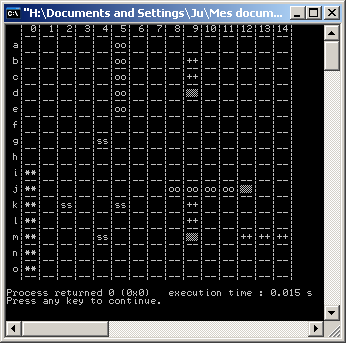 "H:\Documents and Settings\Ju\Mes docum...
0 1 2 3 4 5 6 7 8 9 10 11 12 13 14
a oo
b oo ++
c oo ++
d oo ▒▒
e oo
f
g ss
h
i **
j ** oo oo oo oo ▒▒
k ** ss ss ++
l ** ++
m ** ss ▒▒ ++ ++ ++
n **
o **
Process returned 0 (0x0)   execution time : 0.015 s
Press any key to continue.